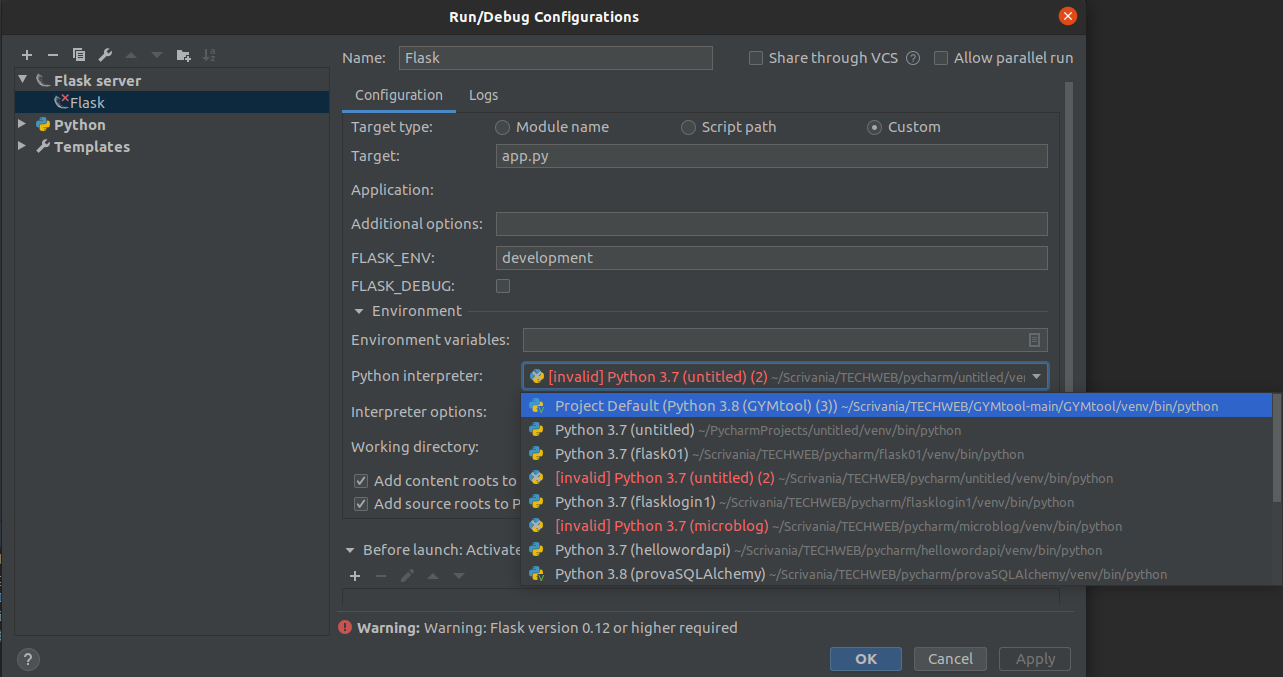 Run/Debug Configurations
Name: Flask Share through VCS ? Allow parallel run
Flask server
Flask
Python
Templates
Configuration Logs
Target type: Module name Script path Custom
Target: app.py
Application:
Additional options:
FLASK_ENV: development
FLASK_DEBUG:
Environment
Environment variables:
Python interpreter: [invalid] Python 3.7 (untitled) (2) ~/Scrivania/TECHWEB/pycharm/untitled/ve
Project Default (Python 3.8 (GYMtool) (3)) ~/Scrivania/TECHWEB/GYMtool-main/GYMtool/venv/bin/python
Python 3.7 (untitled) ~/PycharmProjects/untitled/venv/bin/python
Interpreter options:
Python 3.7 (flask01) ~/Scrivania/TECHWEB/pycharm/flask01/venv/bin/python
Working directory:
[invalid] Python 3.7 (untitled) (2) ~/Scrivania/TECHWEB/pycharm/untitled/venv/bin/python
Add content roots to
Python 3.7 (flasklogin1) ~/Scrivania/TECHWEB/pycharm/flasklogin1/venv/bin/python
Add source roots to P
[invalid] Python 3.7 (microblog) ~/Scrivania/TECHWEB/pycharm/microblog/venv/bin/python
Before launch: Activate
Python 3.7 (hellowordapi) ~/Scrivania/TECHWEB/pycharm/hellowordapi/venv/bin/python
Python 3.8 (provaSQLAlchemy) ~/Scrivania/TECHWEB/pycharm/provaSQLAlchemy/venv/bin/python
Warning: Warning: Flask version 0.12 or higher required
? OK Cancel Apply